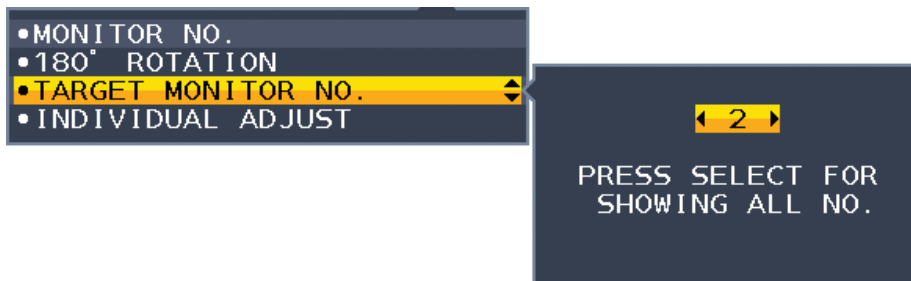 •MONITOR NO.
•180° ROTATION
•TARGET MONITOR NO.
•INDIVIDUAL ADJUST
2
PRESS SELECT FOR
SHOWING ALL NO.